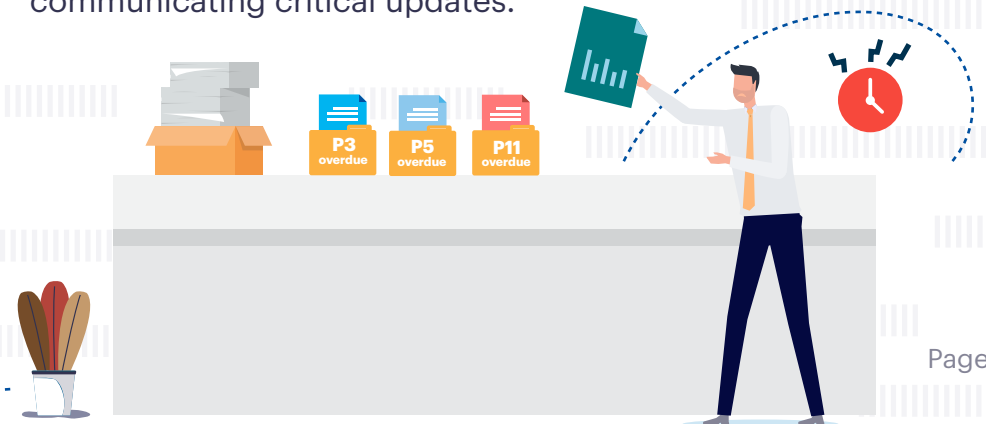 communicating critical updates.
P3
overdue
P5
overdue
P11
overdue
Page